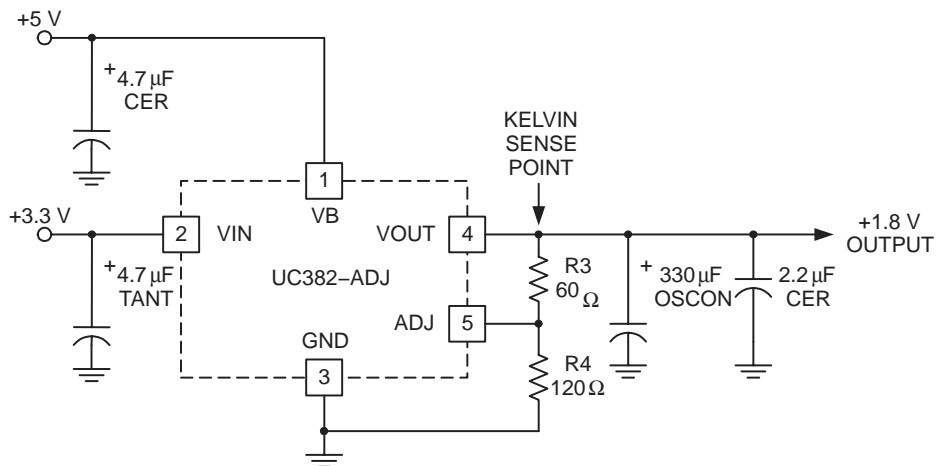 +5 V
+
4.7 µF
CER
KELVIN
SENSE
POINT
1
VB
+3.3 V
2
VIN
VOUT
4
+1.8 V
OUTPUT
+
4.7 µF
TANT
UC382–ADJ
R3
60 Ω
+
330 µF
OSCON
2.2 µF
CER
ADJ
5
GND
3
R4
120 Ω